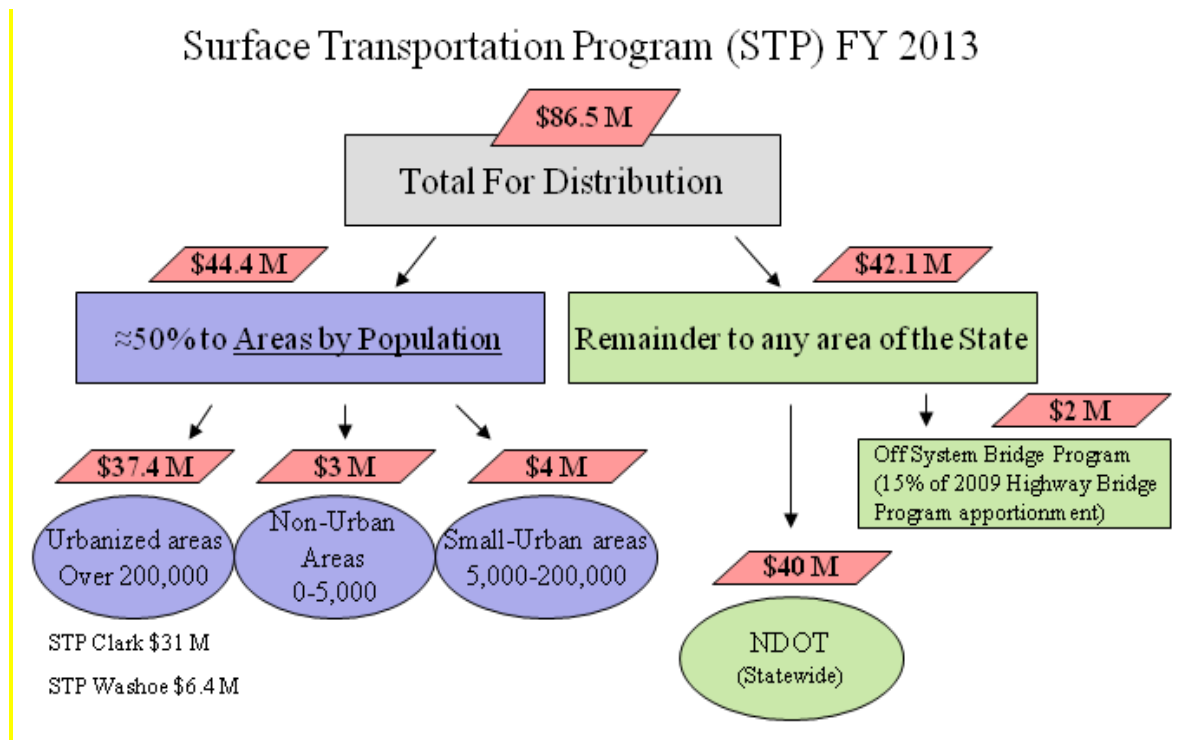 Surface Transportation Program (STP) FY 2013
$86.5 M
Total For Distribution
$44.4 M
$42.1 M
≈50% to Areas by Population
Remainder to any area of the State
$37.4 M
$3 M
$4 M
$2 M
Urbanized areas
Over 200,000
Non-Urban
Areas
0-5,000
Small-Urban areas
5,000-200,000
Off System Bridge Program
(15% of 2009 Highway Bridge
Program apportionment)
$40 M
NDOT
(Statewide)
STP Clark $31 M
STP Washoe $6.4 M